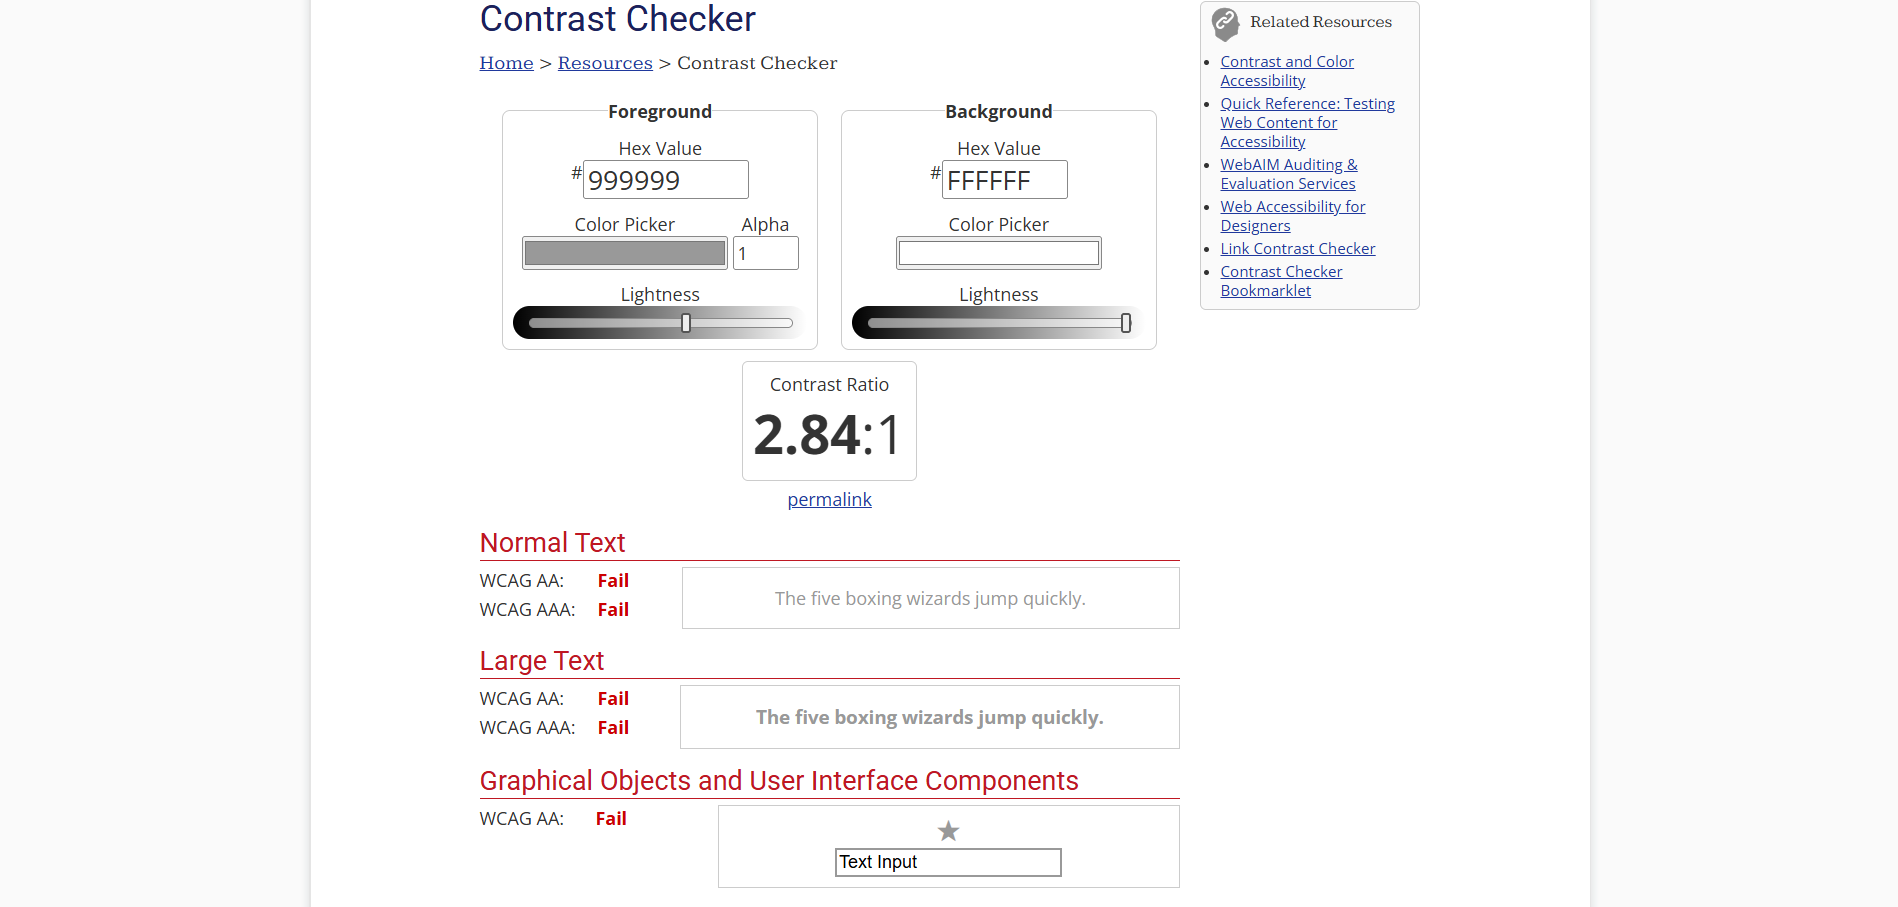 Contrast Checker
Home > Resources > Contrast Checker
Foreground
Hex Value
#999999
Color Picker Alpha
1
Lightness
Background
Hex Value
#FFFFFF
Color Picker
Lightness
Contrast Ratio
2.84:1
permalink
Normal Text
WCAG AA: Fail
WCAG AAA: Fail
The five boxing wizards jump quickly.
Large Text
WCAG AA: Fail
WCAG AAA: Fail
The five boxing wizards jump quickly.
Graphical Objects and User Interface Components
WCAG AA: Fail
★
Text Input
Related Resources
• Contrast and Color
Accessibility
• Quick Reference: Testing
Web Content for
Accessibility
• WebAIM Auditing &
Evaluation Services
• Web Accessibility for
Designers
• Link Contrast Checker
• Contrast Checker
Bookmarklet